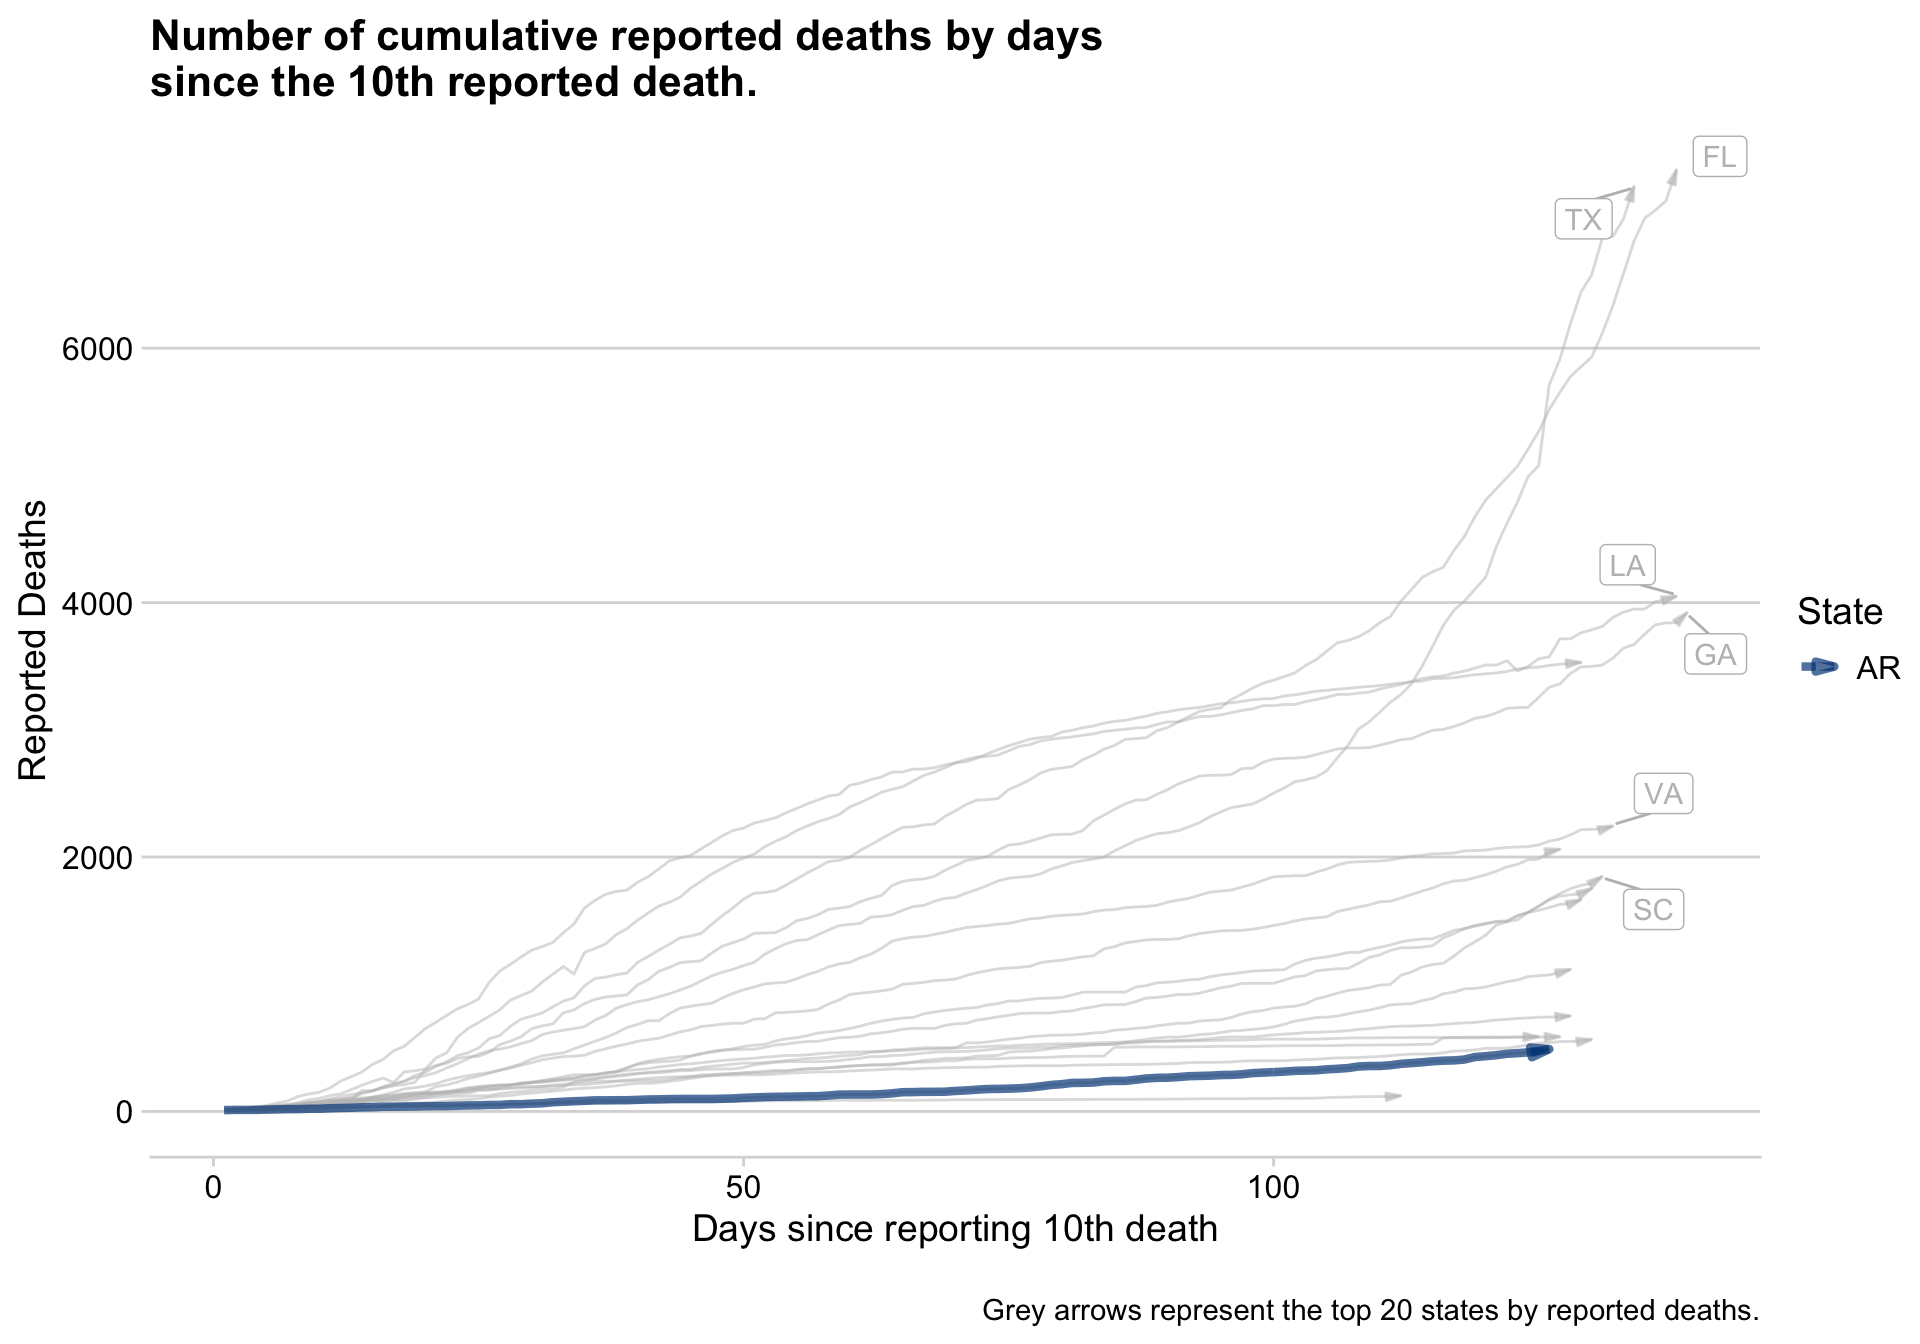 Number of cumulative reported deaths by days
since the 10th reported death.
FL
TX
6000
LA
4000
GA
State
AR
Reported Deaths
VA
2000
SC
0
0
50
100
Days since reporting 10th death
Grey arrows represent the top 20 states by reported deaths.